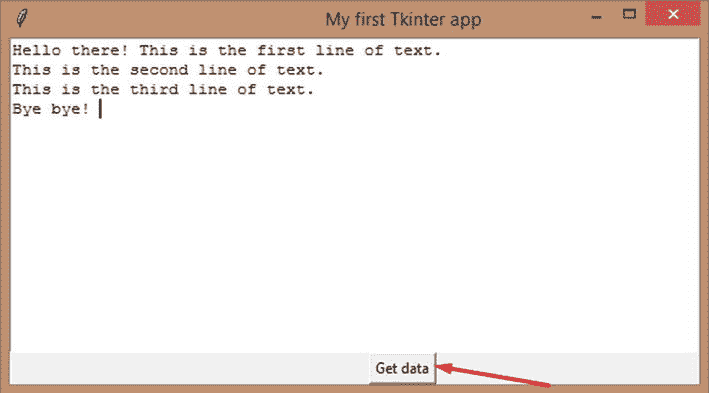 My first Tkinter app
Hello there! This is the first line of text.
This is the second line of text.
This is the third line of text.
Bye bye!
Get data